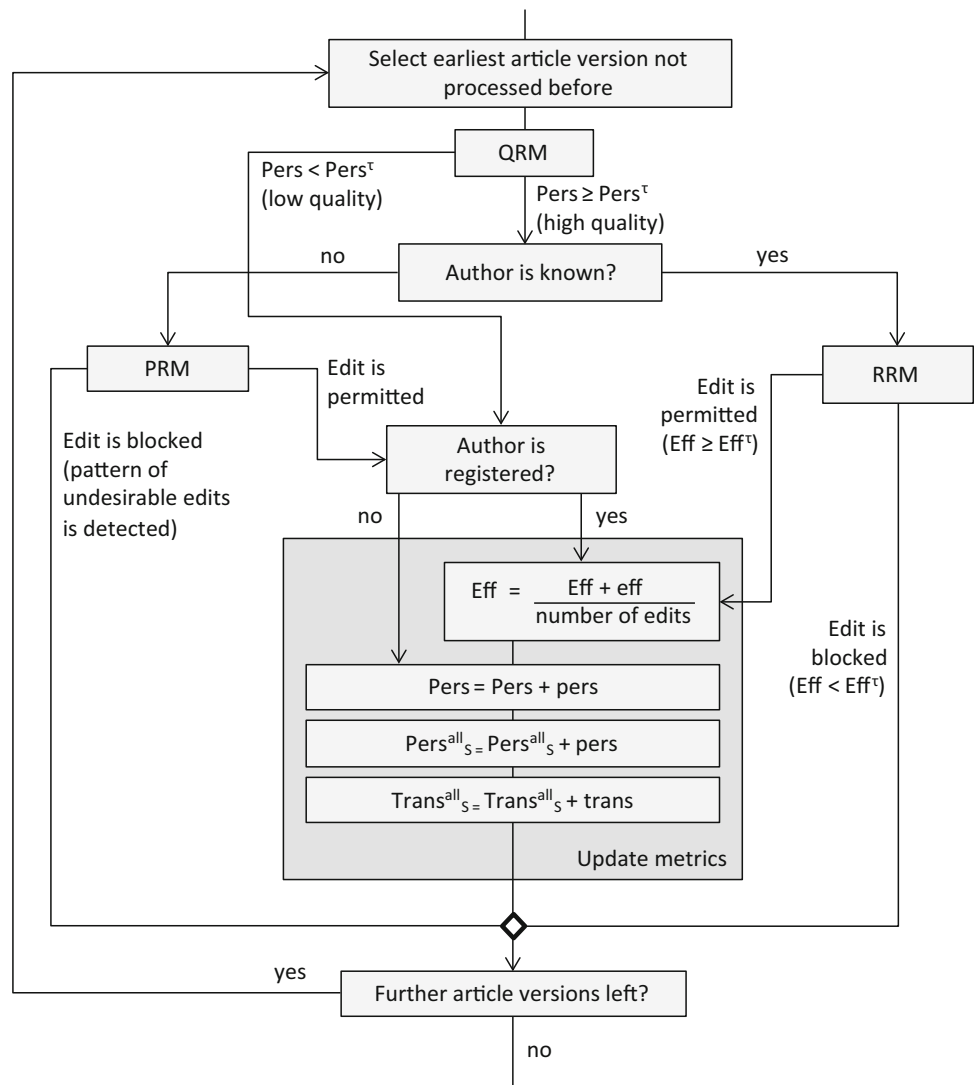 Select earliest article version not
processed before
QRM
Pers < Pers^τ
(low quality)
Pers ≥ Pers^τ
(high quality)
no
Author is known?
yes
PRM
Edit is
permitted
RRM
Edit is
permitted
(Eff ≥ Eff^τ)
Edit is blocked
(pattern of
undesirable edits
is detected)
Author is
registered?
no
yes
Eff = Eff + eff
number of edits
Edit is
blocked
(Eff < Eff^τ)
Pers = Pers + pers
Pers^all_S = Pers^all_S + pers
Trans^all_S = Trans^all_S + trans
Update metrics
yes
Further article versions left?
no